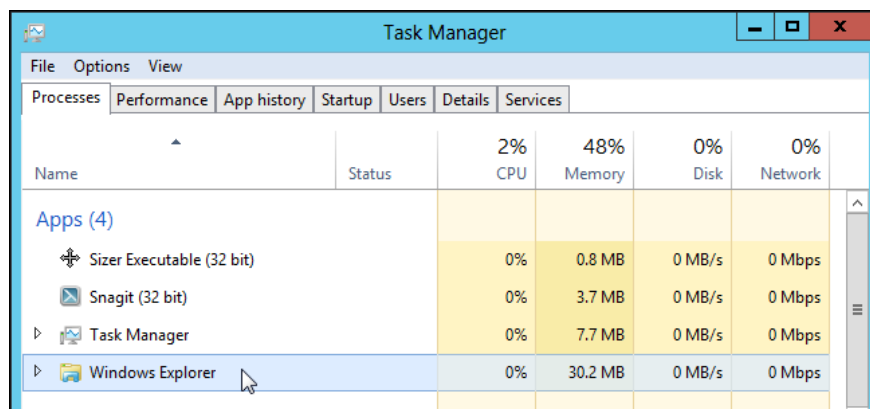 Task Manager
File Options View
Processes Performance App history Startup Users Details Services
2% 48% 0% 0%
Name Status CPU Memory Disk Network
Apps (4)
Sizer Executable (32 bit) 0% 0.8 MB 0 MB/s 0 Mbps
Snagit (32 bit) 0% 3.7 MB 0 MB/s 0 Mbps
Task Manager 0% 7.7 MB 0 MB/s 0 Mbps
Windows Explorer 0% 30.2 MB 0 MB/s 0 Mbps